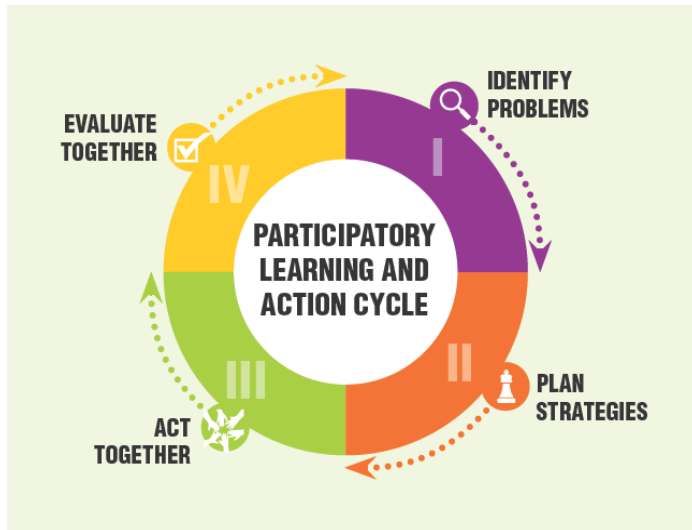 PARTICIPATORY
LEARNING AND
ACTION CYCLE
I
IDENTIFY
PROBLEMS
II
PLAN
STRATEGIES
III
ACT
TOGETHER
IV
EVALUATE
TOGETHER